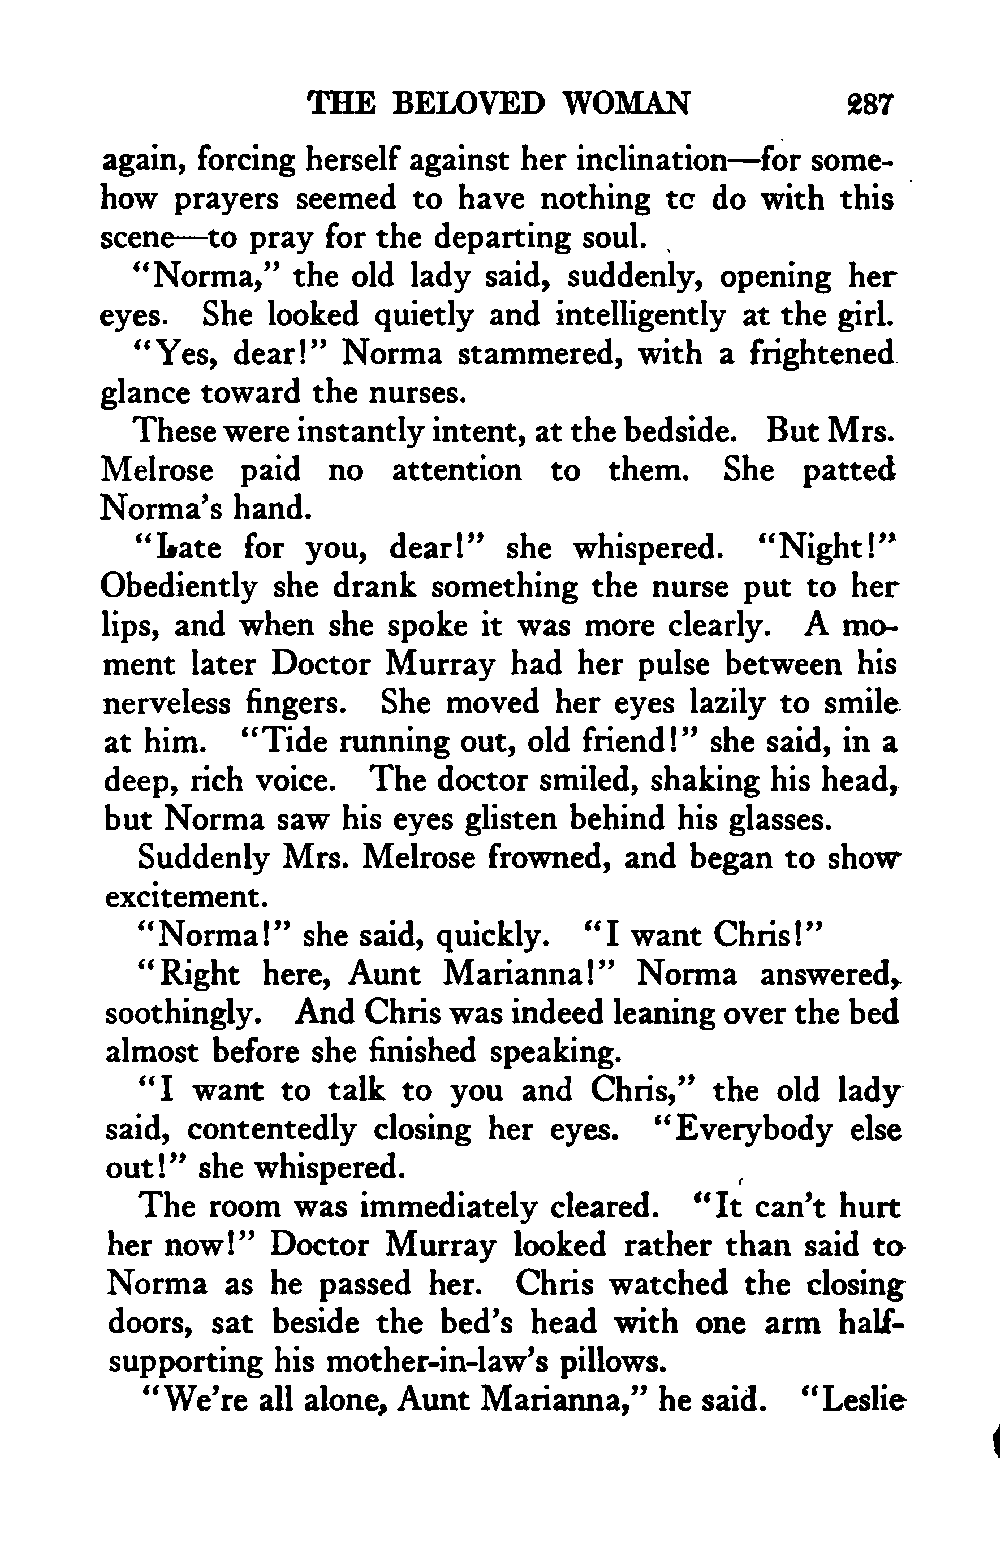 THE BELOVED WOMAN 287
again, forcing herself against her inclination—for some-
how prayers seemed to have nothing to do with this
scene—to pray for the departing soul.
"Norma," the old lady said, suddenly, opening her
eyes. She looked quietly and intelligently at the girl.
"Yes, dear!" Norma stammered, with a frightened
glance toward the nurses.
These were instantly intent, at the bedside. But Mrs.
Melrose paid no attention to them. She patted
Norma's hand.
"Late for you, dear!" she whispered. "Night!"
Obediently she drank something the nurse put to her
lips, and when she spoke it was more clearly. A mo-
ment later Doctor Murray had her pulse between his
nerveless fingers. She moved her eyes lazily to smile
at him. "Tide running out, old friend!" she said, in a
deep, rich voice. The doctor smiled, shaking his head,
but Norma saw his eyes glisten behind his glasses.
Suddenly Mrs. Melrose frowned, and began to show
excitement.
"Norma!" she said, quickly. "I want Chris!"
"Right here, Aunt Marianna!" Norma answered,
soothingly. And Chris was indeed leaning over the bed
almost before she finished speaking.
"I want to talk to you and Chris," the old lady
said, contentedly closing her eyes. "Everybody else
out!" she whispered.
The room was immediately cleared. "It can't hurt
her now!" Doctor Murray looked rather than said to
Norma as he passed her. Chris watched the closing
doors, sat beside the bed's head with one arm half-
supporting his mother-in-law's pillows.
"We're all alone, Aunt Marianna," he said. "Leslie